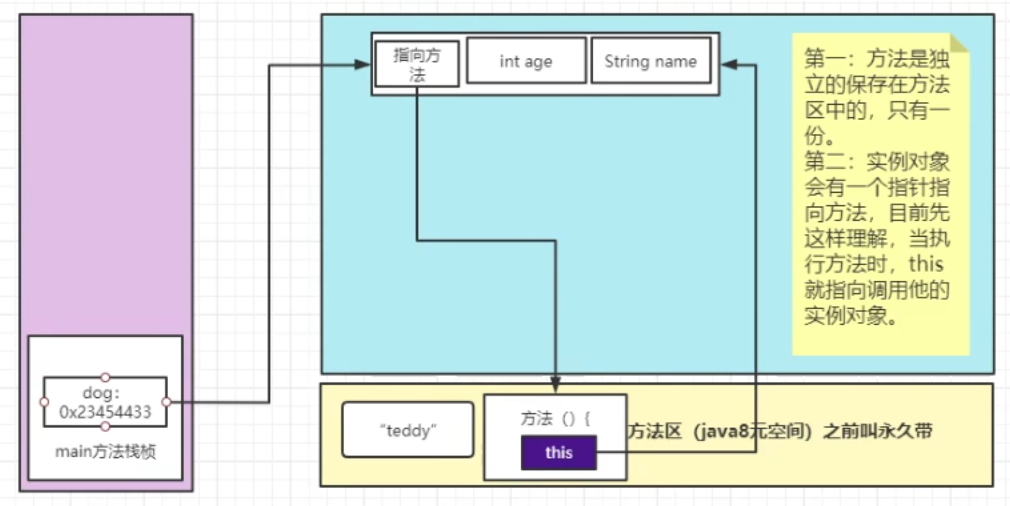 指向方
法
int age
String name
第一：方法是独
立的保存在方法
区中的，只有一
份。
第二：实例对象
会有一个指针指
向方法，目前先
这样理解，当执
行方法时，this
就指向调用他的
实例对象。
dog：
0x23454433
main方法栈桢
“teddy”
方法（）{
this
方法区（java8元空间）之前叫永久带